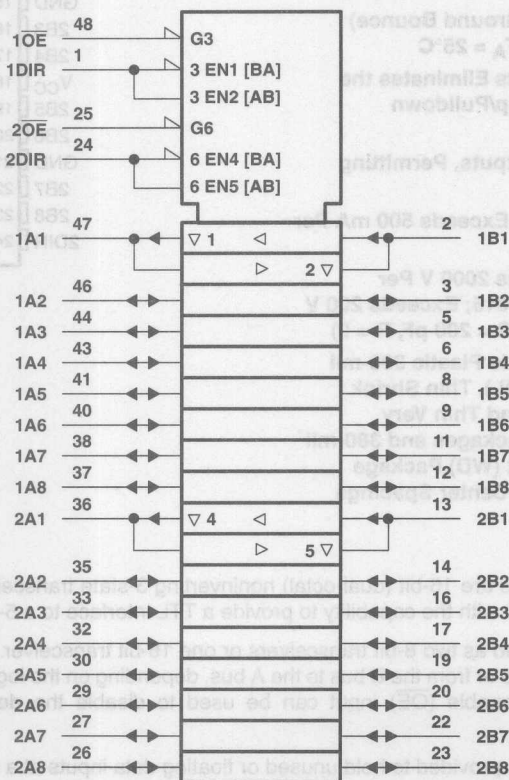 1OE 48 G3
1DIR 1 3 EN1 [BA]
3 EN2 [AB]
2OE 25 G6
2DIR 24 6 EN4 [BA]
6 EN5 [AB]
1A1 47 ▽ 1 ◁ 2 1B1
▷ 2 ▽
1A2 46 3 1B2
1A3 44 5 1B3
1A4 43 6 1B4
1A5 41 8 1B5
1A6 40 9 1B6
1A7 38 11 1B7
1A8 37 12 1B8
2A1 36 ▽ 4 ◁ 13 2B1
▷ 5 ▽
2A2 35 14 2B2
2A3 33 16 2B3
2A4 32 17 2B4
2A5 30 19 2B5
2A6 29 20 2B6
2A7 27 22 2B7
2A8 26 23 2B8